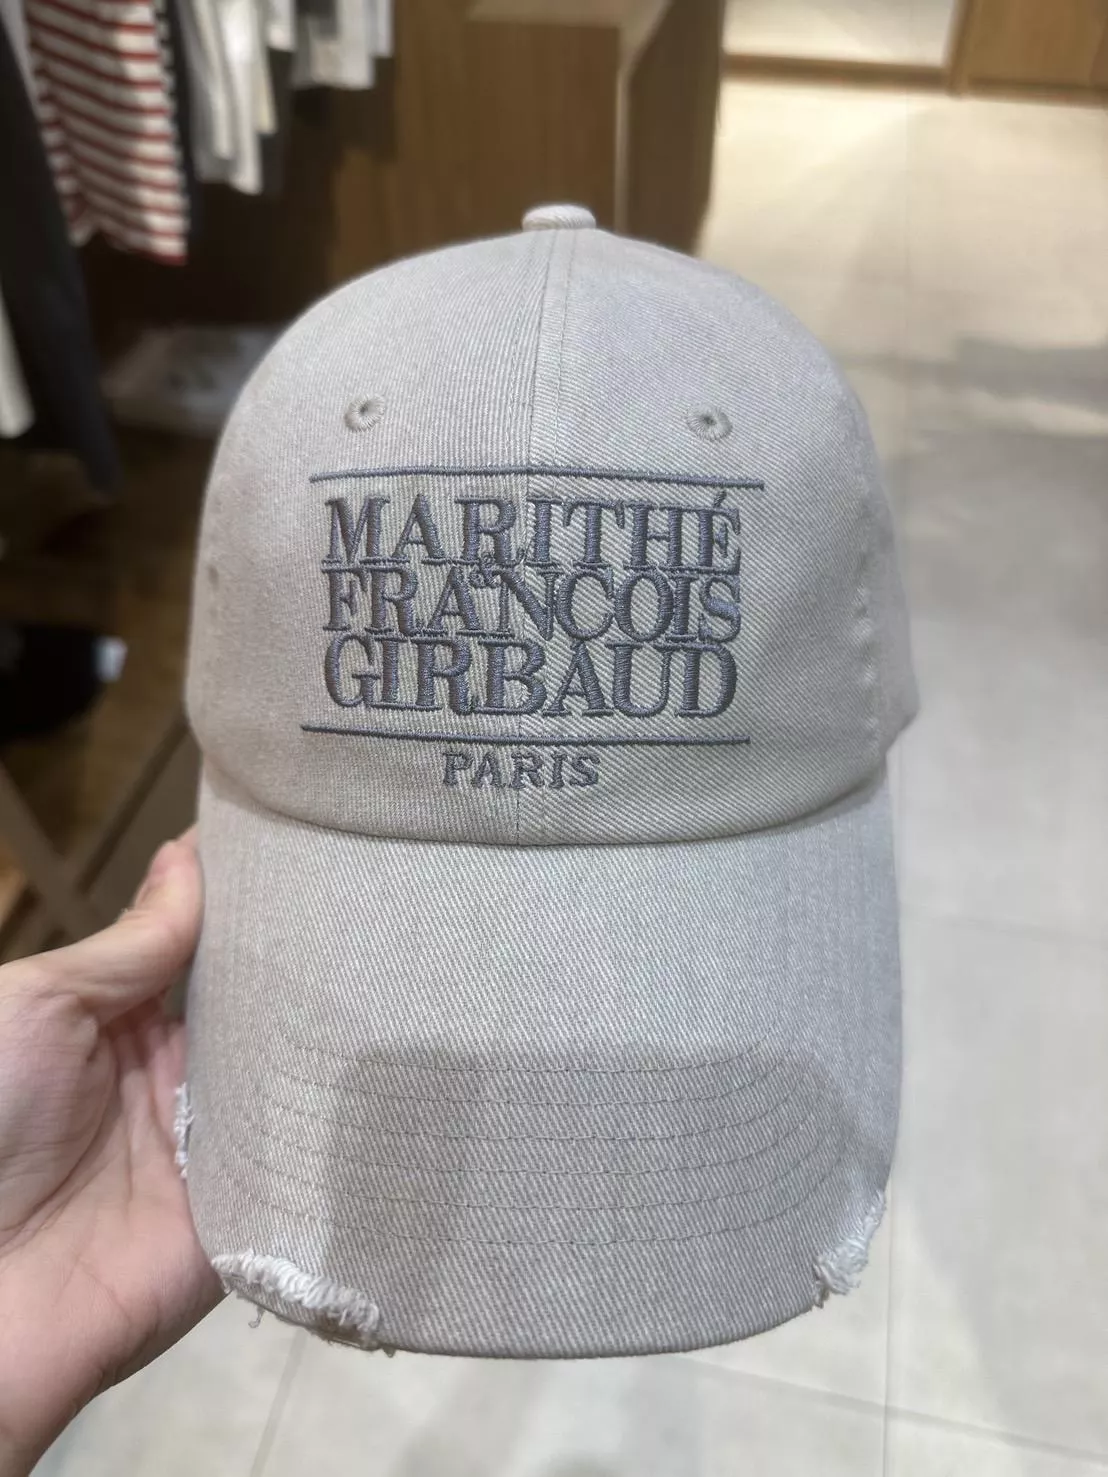 MARITHÉ
&
FRANCOIS
GIRBAUD
PARIS